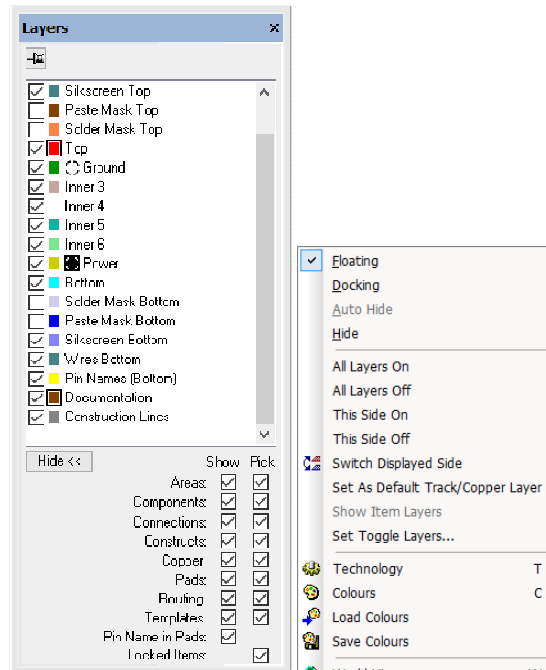 Layers
Silkscreen Top
Paste Mask Top
Solder Mask Top
Top
Ground
Inner 3
Inner 4
Inner 5
Inner 6
Power
Bottom
Solder Mask Bottom
Paste Mask Bottom
Silkscreen Bottom
Wires Bottom
Pin Names (Bottom)
Documentation
Construction Lines
Hide << Show Pick
Areas:
Components:
Connections:
Constructs:
Copper:
Pads:
Routing:
Templates:
Pin Name in Pads:
Locked Items:
Floating
Docking
Auto Hide
Hide
All Layers On
All Layers Off
This Side On
This Side Off
Switch Displayed Side
Set As Default Track/Copper Layer
Show Item Layers
Set Toggle Layers...
Technology T
Colours C
Load Colours
Save Colours